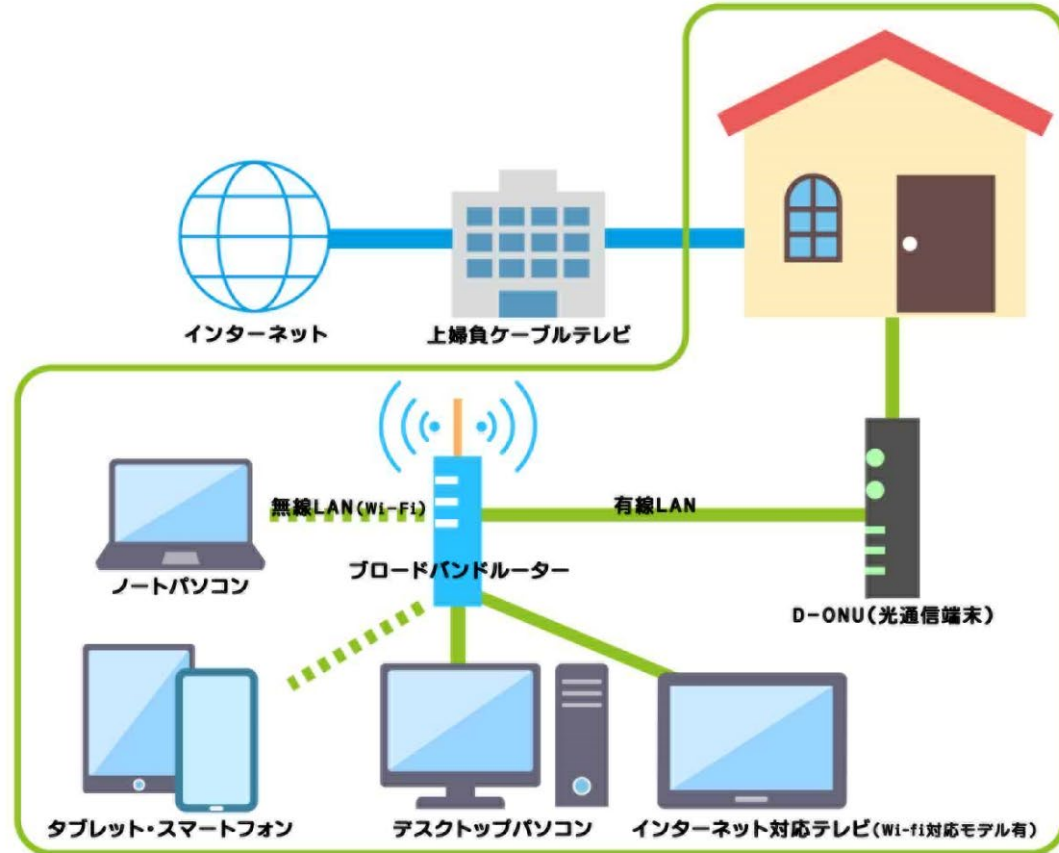 インターネット
上婦負ケーブルテレビ
無線LAN(Wi-Fi)
有線LAN
ノートパソコン
ブロードバンドルーター
D-ONU(光通信端末)
タブレット・スマートフォン
デスクトップパソコン
インターネット対応テレビ(Wi-fi対応モデル有)